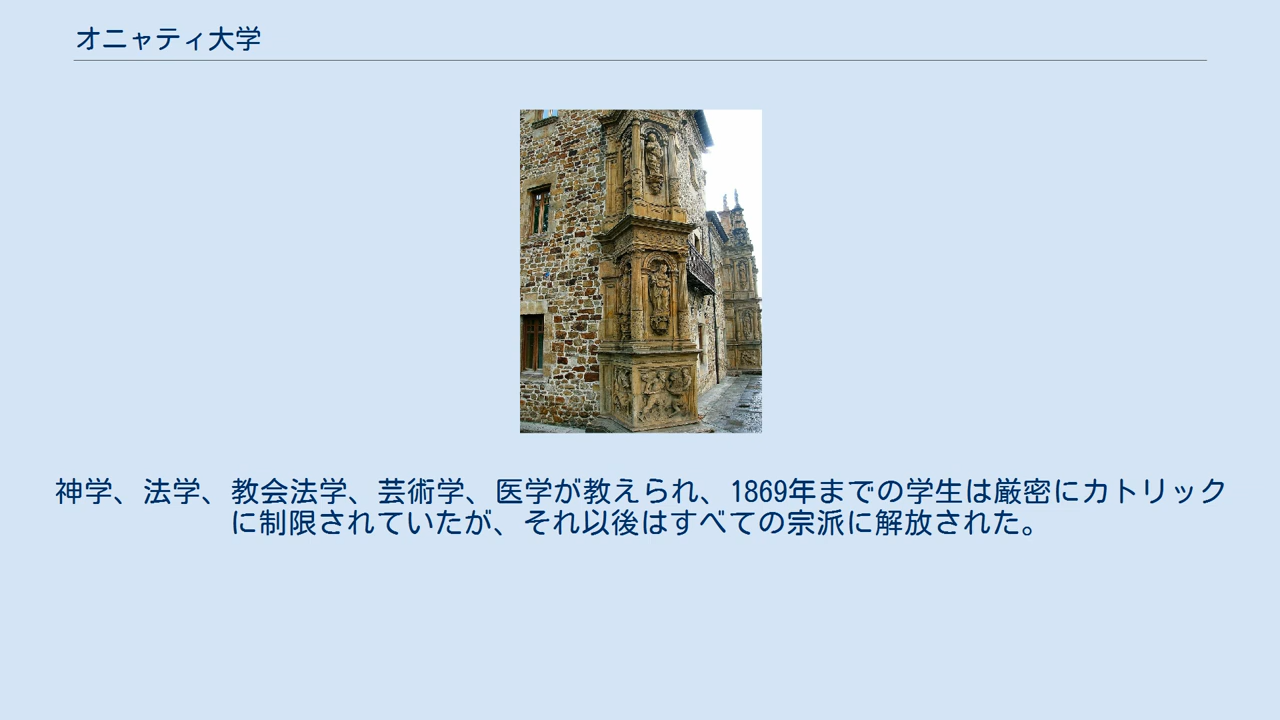 オニャティ大学
神学、法学、教会法学、芸術学、医学が教えられ、1869年までの学生は厳密にカトリック
に制限されていたが、それ以後はすべての宗派に解放された。